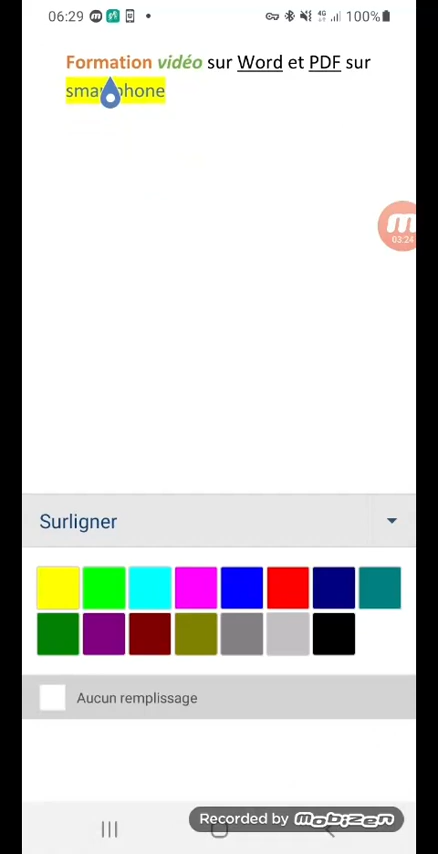 06:29 100%
Formation vidéo sur Word et PDF sur
smartphone
03:24
Surligner
Aucun remplissage
Recorded by Mobizen